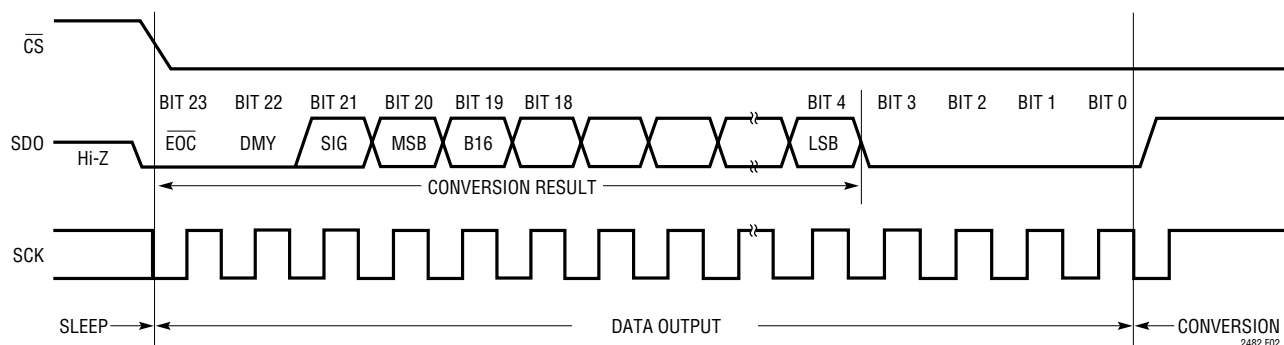 CS
BIT 23 BIT 22 BIT 21 BIT 20 BIT 19 BIT 18 BIT 4 BIT 3 BIT 2 BIT 1 BIT 0
SDO
Hi-Z EOC DMY SIG MSB B16 LSB
CONVERSION RESULT
SCK
SLEEP DATA OUTPUT CONVERSION
2482 F02